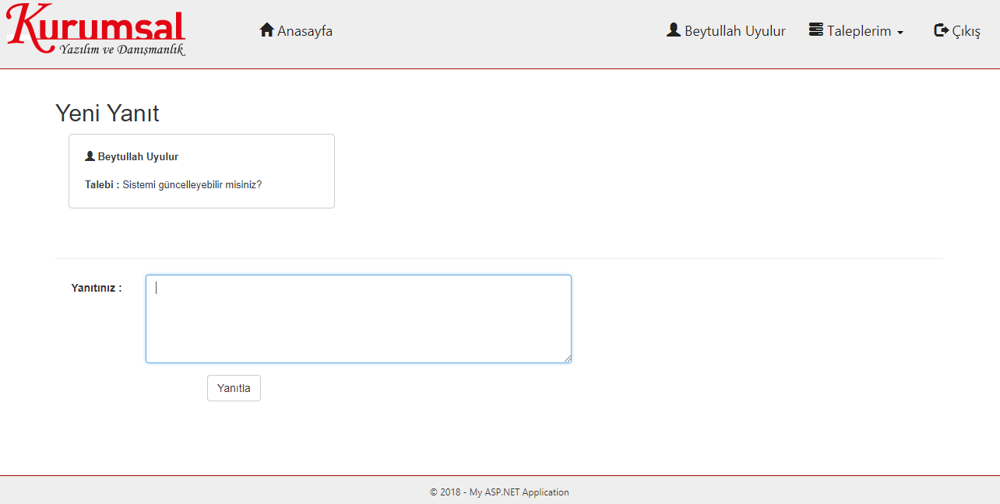 Kurumsal
Yazılım ve Danışmanlık
Anasayfa
Beytullah Uyulur
Taleplerim
Çıkış
Yeni Yanıt
Beytullah Uyulur
Talebi : Sistemi güncelleyebilir misiniz?
Yanıtınız :
Yanıtla
© 2018 - My ASP.NET Application